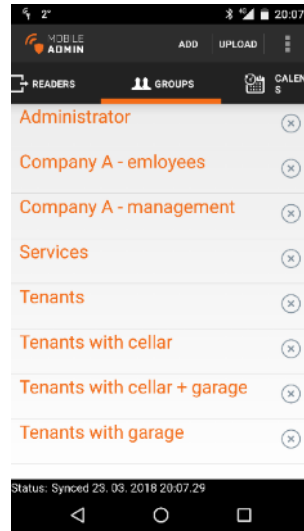 2° 4G 20:07
MOBILE ADMIN ADD UPLOAD
READERS GROUPS CALEN
S
Administrator
Company A - emloyees
Company A - management
Services
Tenants
Tenants with cellar
Tenants with cellar + garage
Tenants with garage
Status: Synced 23. 03. 2018 20:07.29